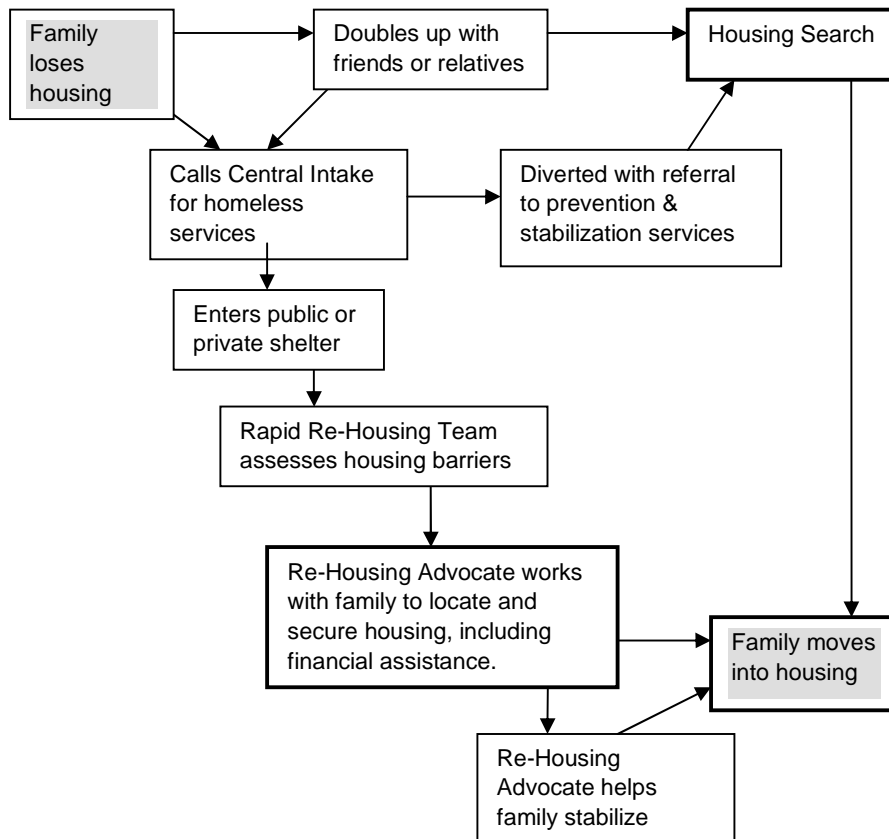 Family
loses
housing
Doubles up with
friends or relatives
Housing Search
Calls Central Intake
for homeless
services
Diverted with referral
to prevention &
stabilization services
Enters public or
private shelter
Rapid Re-Housing Team
assesses housing barriers
Re-Housing Advocate works
with family to locate and
secure housing, including
financial assistance.
Family moves
into housing
Re-Housing
Advocate helps
family stabilize